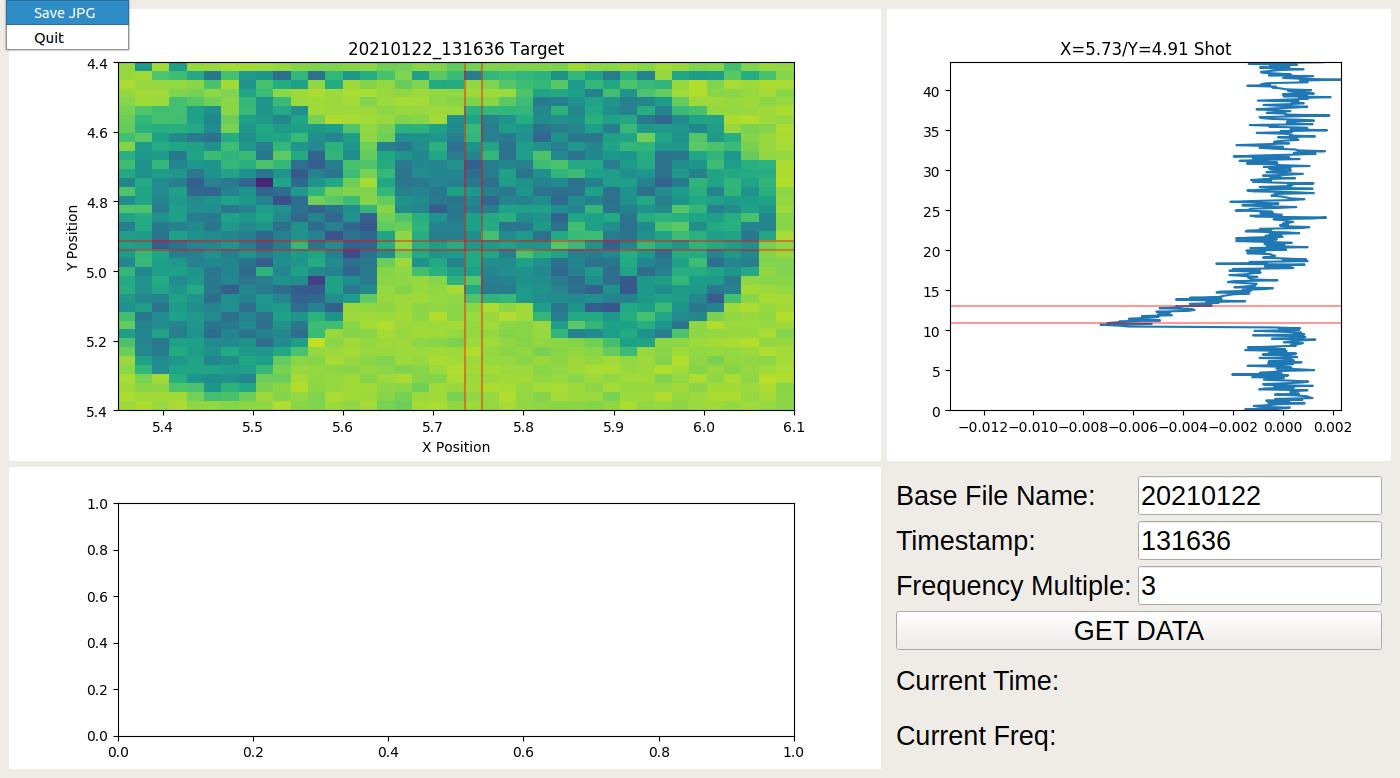 Save JPG
Quit
20210122_131636 Target
4.4
4.6
4.8
5.0
5.2
5.4
Y Position
5.4 5.5 5.6 5.7 5.8 5.9 6.0 6.1
X Position
X=5.73/Y=4.91 Shot
40
35
30
25
20
15
10
5
0
−0.012−0.010−0.008−0.006−0.004−0.002 0.000 0.002
1.0
0.8
0.6
0.4
0.2
0.0
0.0 0.2 0.4 0.6 0.8 1.0
Base File Name: 20210122
Timestamp: 131636
Frequency Multiple: 3
GET DATA
Current Time:
Current Freq: